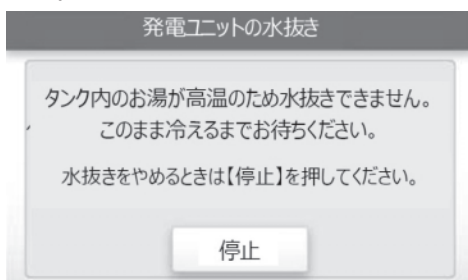 発電ユニットの水抜き
タンク内のお湯が高温のため水抜きできません。
このまま冷えるまでお待ちください。
水抜きをやめるときは【停止】を押してください。
停止